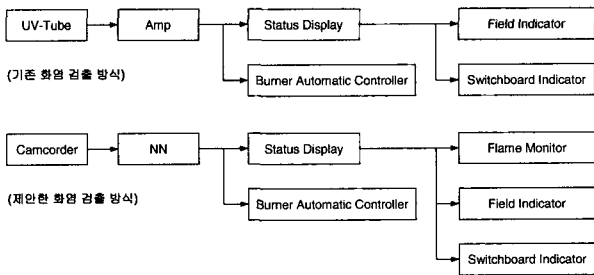 UV-Tube
Amp
Status Display
Field Indicator
(기존 화염 검출 방식)
Burner Automatic Controller
Switchboard Indicator
Camcorder
NN
Status Display
Flame Monitor
(제안한 화염 검출 방식)
Burner Automatic Controller
Field Indicator
Switchboard Indicator